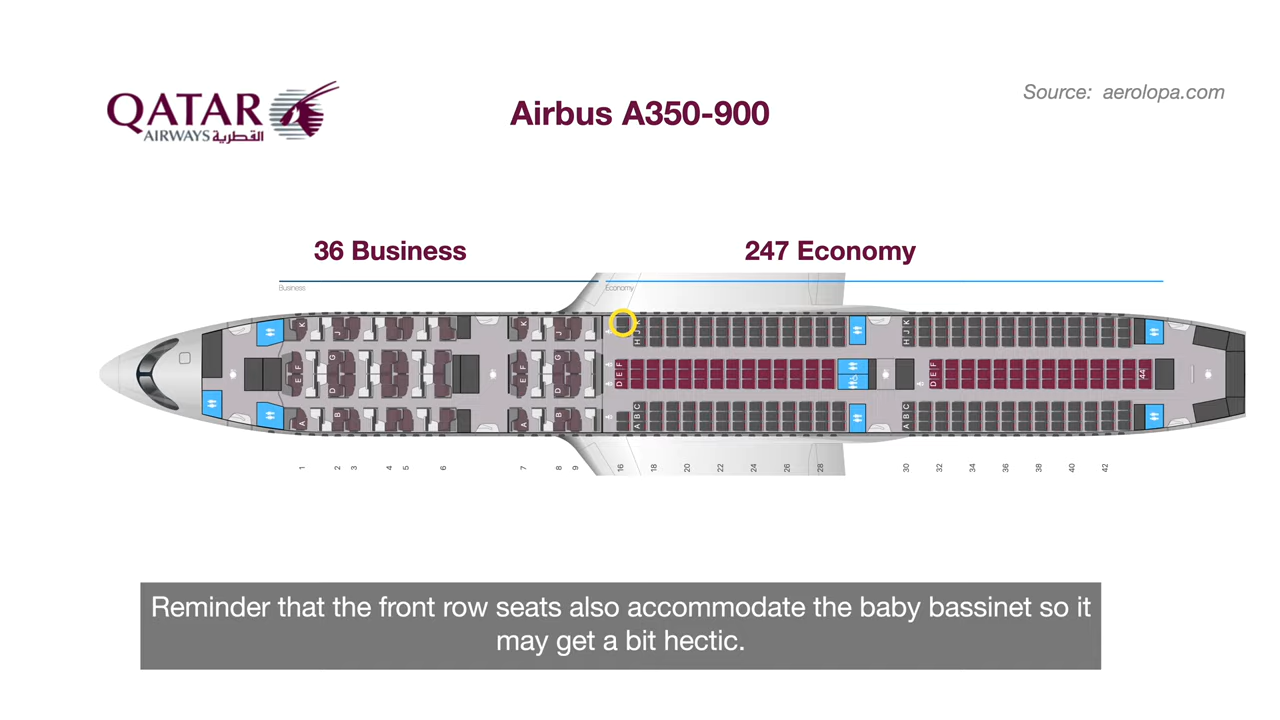 QATAR
AIRWAYS القطرية
Airbus A350-900
Source: aerolopa.com
36 Business
247 Economy
Business
Economy
K J K J H J H J K
F E G D F E G D D E F D E F 44
A B A B A B C A B C
1 2 3 4 5 6 7 8 9 16 18 20 22 24 26 28 30 32 34 36 38 40 42
Reminder that the front row seats also accommodate the baby bassinet so it
may get a bit hectic.